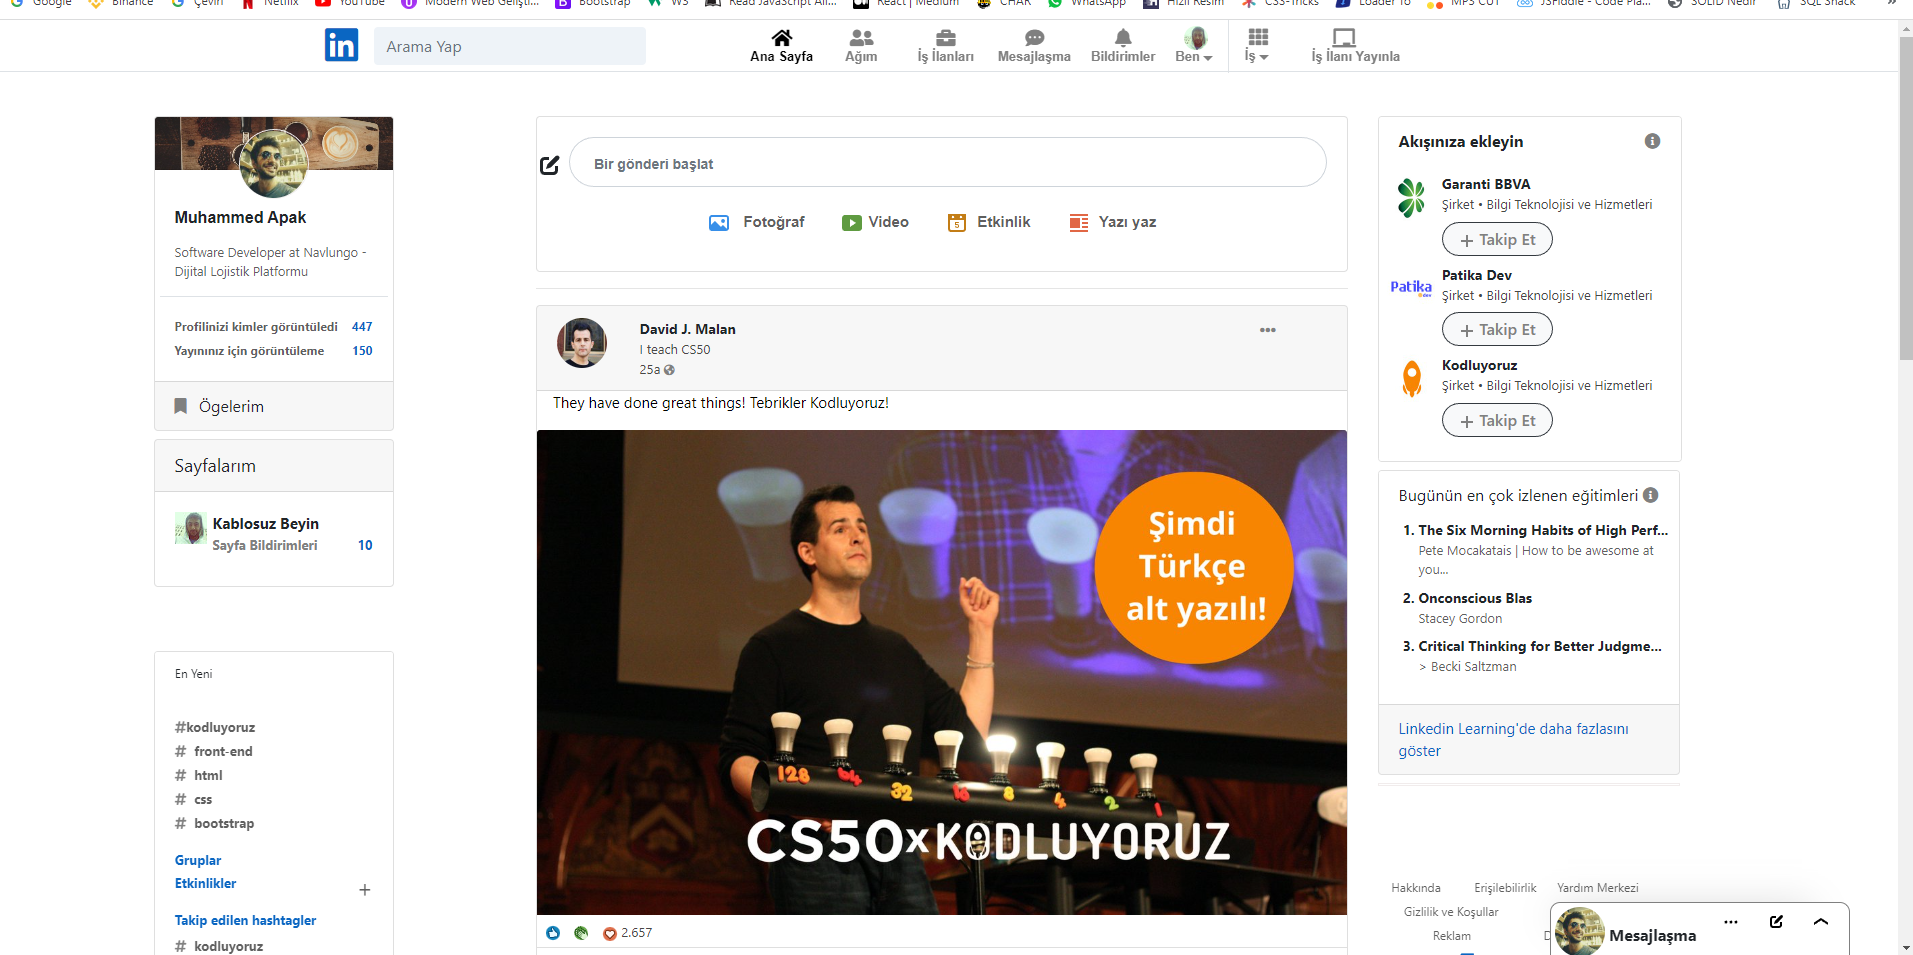 Google Binance Çeviri Netflix YouTube Modern Web Gelişti... Bootstrap W3 Read JavaScript All... React | Medium CHAR WhatsApp Hızlı Resim CSS-Tricks Loader To MP3 CUT JSFiddle - Code Pla... SOLID Nedir SQL Shack »
in Arama Yap
Ana Sayfa Ağım İş İlanları Mesajlaşma Bildirimler Ben İş İş İlanı Yayınla
Muhammed Apak
Software Developer at Navlungo -
Dijital Lojistik Platformu
Profilinizi kimler görüntüledi 447
Yayınınız için görüntüleme 150
Ögelerim
Sayfalarım
Kablosuz Beyin
Sayfa Bildirimleri 10
En Yeni
#kodluyoruz
# front-end
# html
# css
# bootstrap
Gruplar
Etkinlikler +
Takip edilen hashtagler
# kodluyoruz
Bir gönderi başlat
Fotoğraf Video 5 Etkinlik Yazı yaz
David J. Malan •••
I teach CS50
25a
They have done great things! Tebrikler Kodluyoruz!
Şimdi
Türkçe
alt yazılı!
128 64 32 16 8 4 2 1
CS50xKODLUYORUZ
2.657
Akışınıza ekleyin
Garanti BBVA
Şirket • Bilgi Teknolojisi ve Hizmetleri
+ Takip Et
Patika Dev
Patika
dev
Şirket • Bilgi Teknolojisi ve Hizmetleri
+ Takip Et
Kodluyoruz
Şirket • Bilgi Teknolojisi ve Hizmetleri
+ Takip Et
Bugünün en çok izlenen eğitimleri
1. The Six Morning Habits of High Perf...
Pete Mocakatais | How to be awesome at
you...
2. Onconscious Blas
Stacey Gordon
3. Critical Thinking for Better Judgme...
> Becki Saltzman
Linkedin Learning'de daha fazlasını
göster
Hakkında Erişilebilirlik Yardım Merkezi
Gizlilik ve Koşullar
Reklam
Mesajlaşma ...